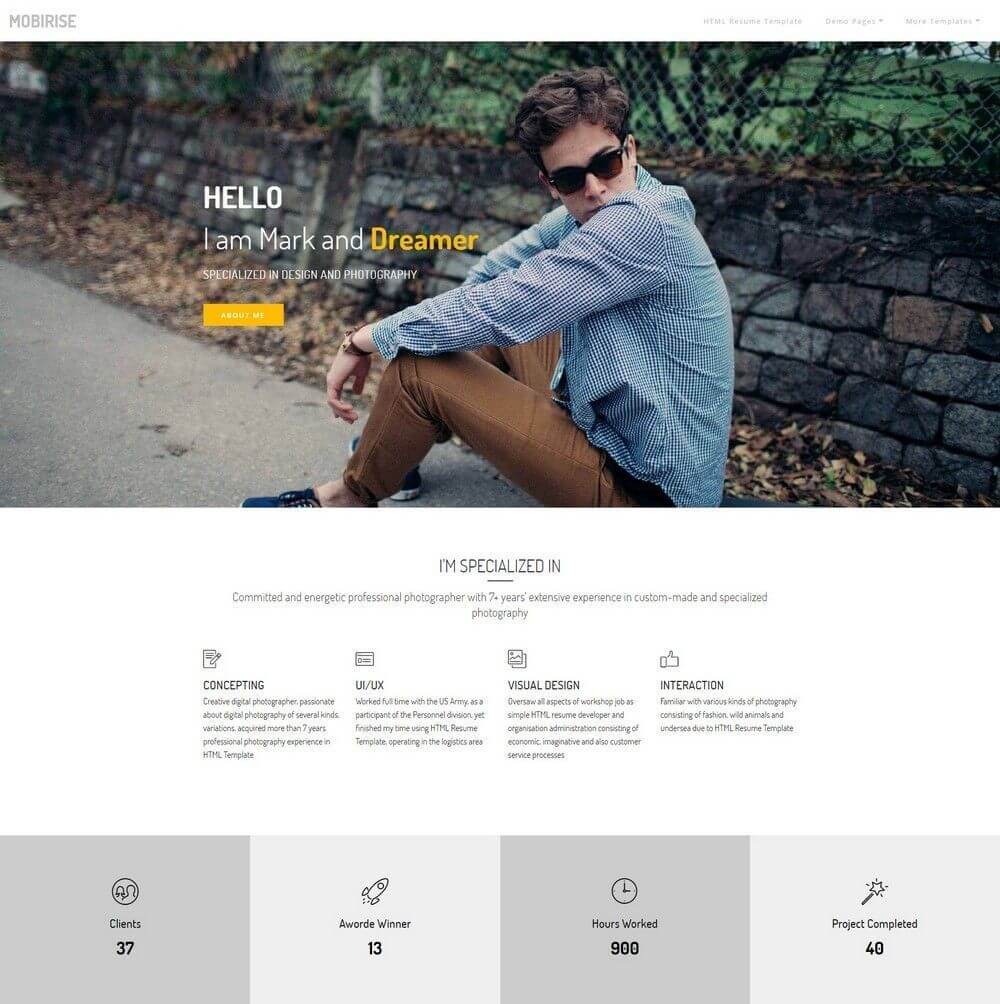 MOBIRISE
HTML Resume Template
Demo Pages
More Templates
HELLO
I am Mark and Dreamer
SPECIALIZED IN DESIGN AND PHOTOGRAPHY
ABOUT ME
I'M SPECIALIZED IN
Committed and energetic professional photographer with 7+ years' extensive experience in custom-made and specialized
photography
CONCEPTING
Creative digital photographer, passionate
about digital photography of several kinds,
variations, acquired more than 7 years
professional photography experience in
HTML Template
UI/UX
Worked full time with the US Army, as a
participant of the Personnel division, yet
finished my time using HTML Resume
Template, operating in the logistics area
VISUAL DESIGN
Oversaw all aspects of workshop job as
simple HTML resume developer and
organisation administration consisting of
economic, imaginative and also customer
service processes
INTERACTION
Familiar with various kinds of photography
consisting of fashion, wild animals and
undersea due to HTML Resume Template
Clients
37
Aworde Winner
13
Hours Worked
900
Project Completed
40